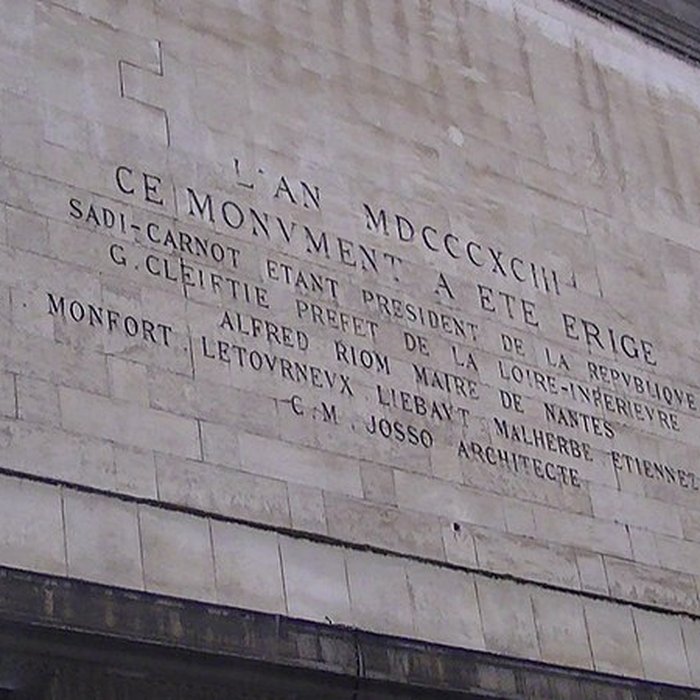 L'AN MDCCCXCIII
CE MONVMENT A ETE ERIGE
SADI-CARNOT ETANT PRESIDENT DE LA REPVBLIQVE
G. CLEIFTIE PREFET DE LA LOIRE-INFERIEVRE
ALFRED RIOM MAIRE DE NANTES
MONFORT . LETOVRNEVX LIEBAVT MALHERBE ETIENNEZ
C.M. JOSSO ARCHITECTE